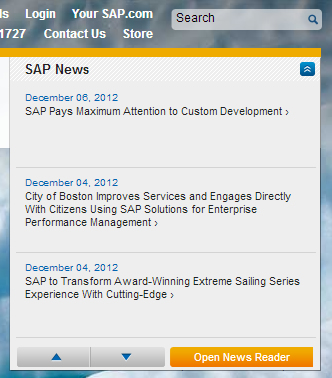 ls Login Your SAP.com Search
1727 Contact Us Store
SAP News
December 06, 2012
SAP Pays Maximum Attention to Custom Development ›
December 04, 2012
City of Boston Improves Services and Engages Directly
With Citizens Using SAP Solutions for Enterprise
Performance Management ›
December 04, 2012
SAP to Transform Award-Winning Extreme Sailing Series
Experience With Cutting-Edge ›
Open News Reader